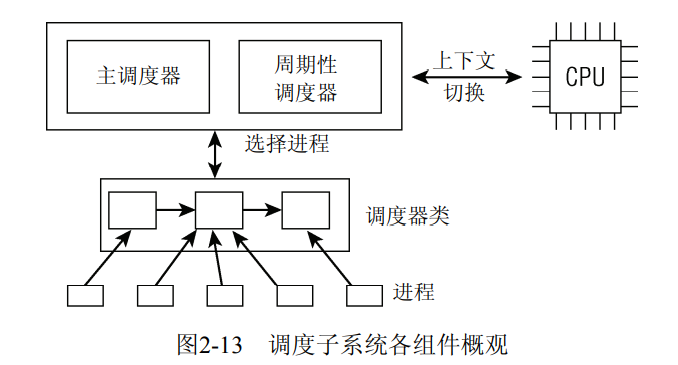 主调度器
周期性
调度器
上下文
切换
CPU
选择进程
调度器类
进程
图2-13 调度子系统各组件概观